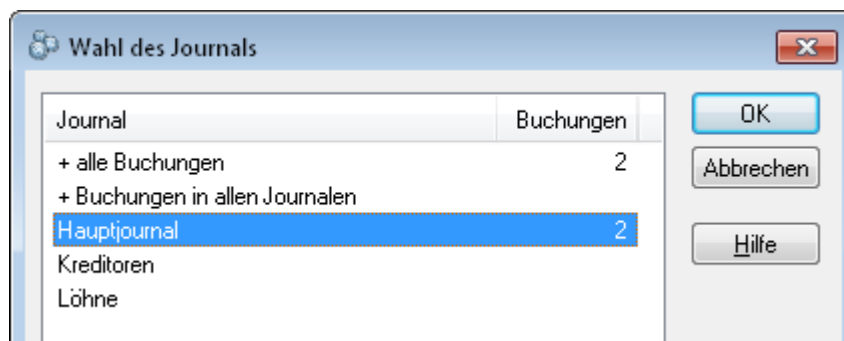 Wahl des Journals
Journal Buchungen
+ alle Buchungen 2
+ Buchungen in allen Journalen
Hauptjournal 2
Kreditoren
Löhne
OK
Abbrechen
Hilfe